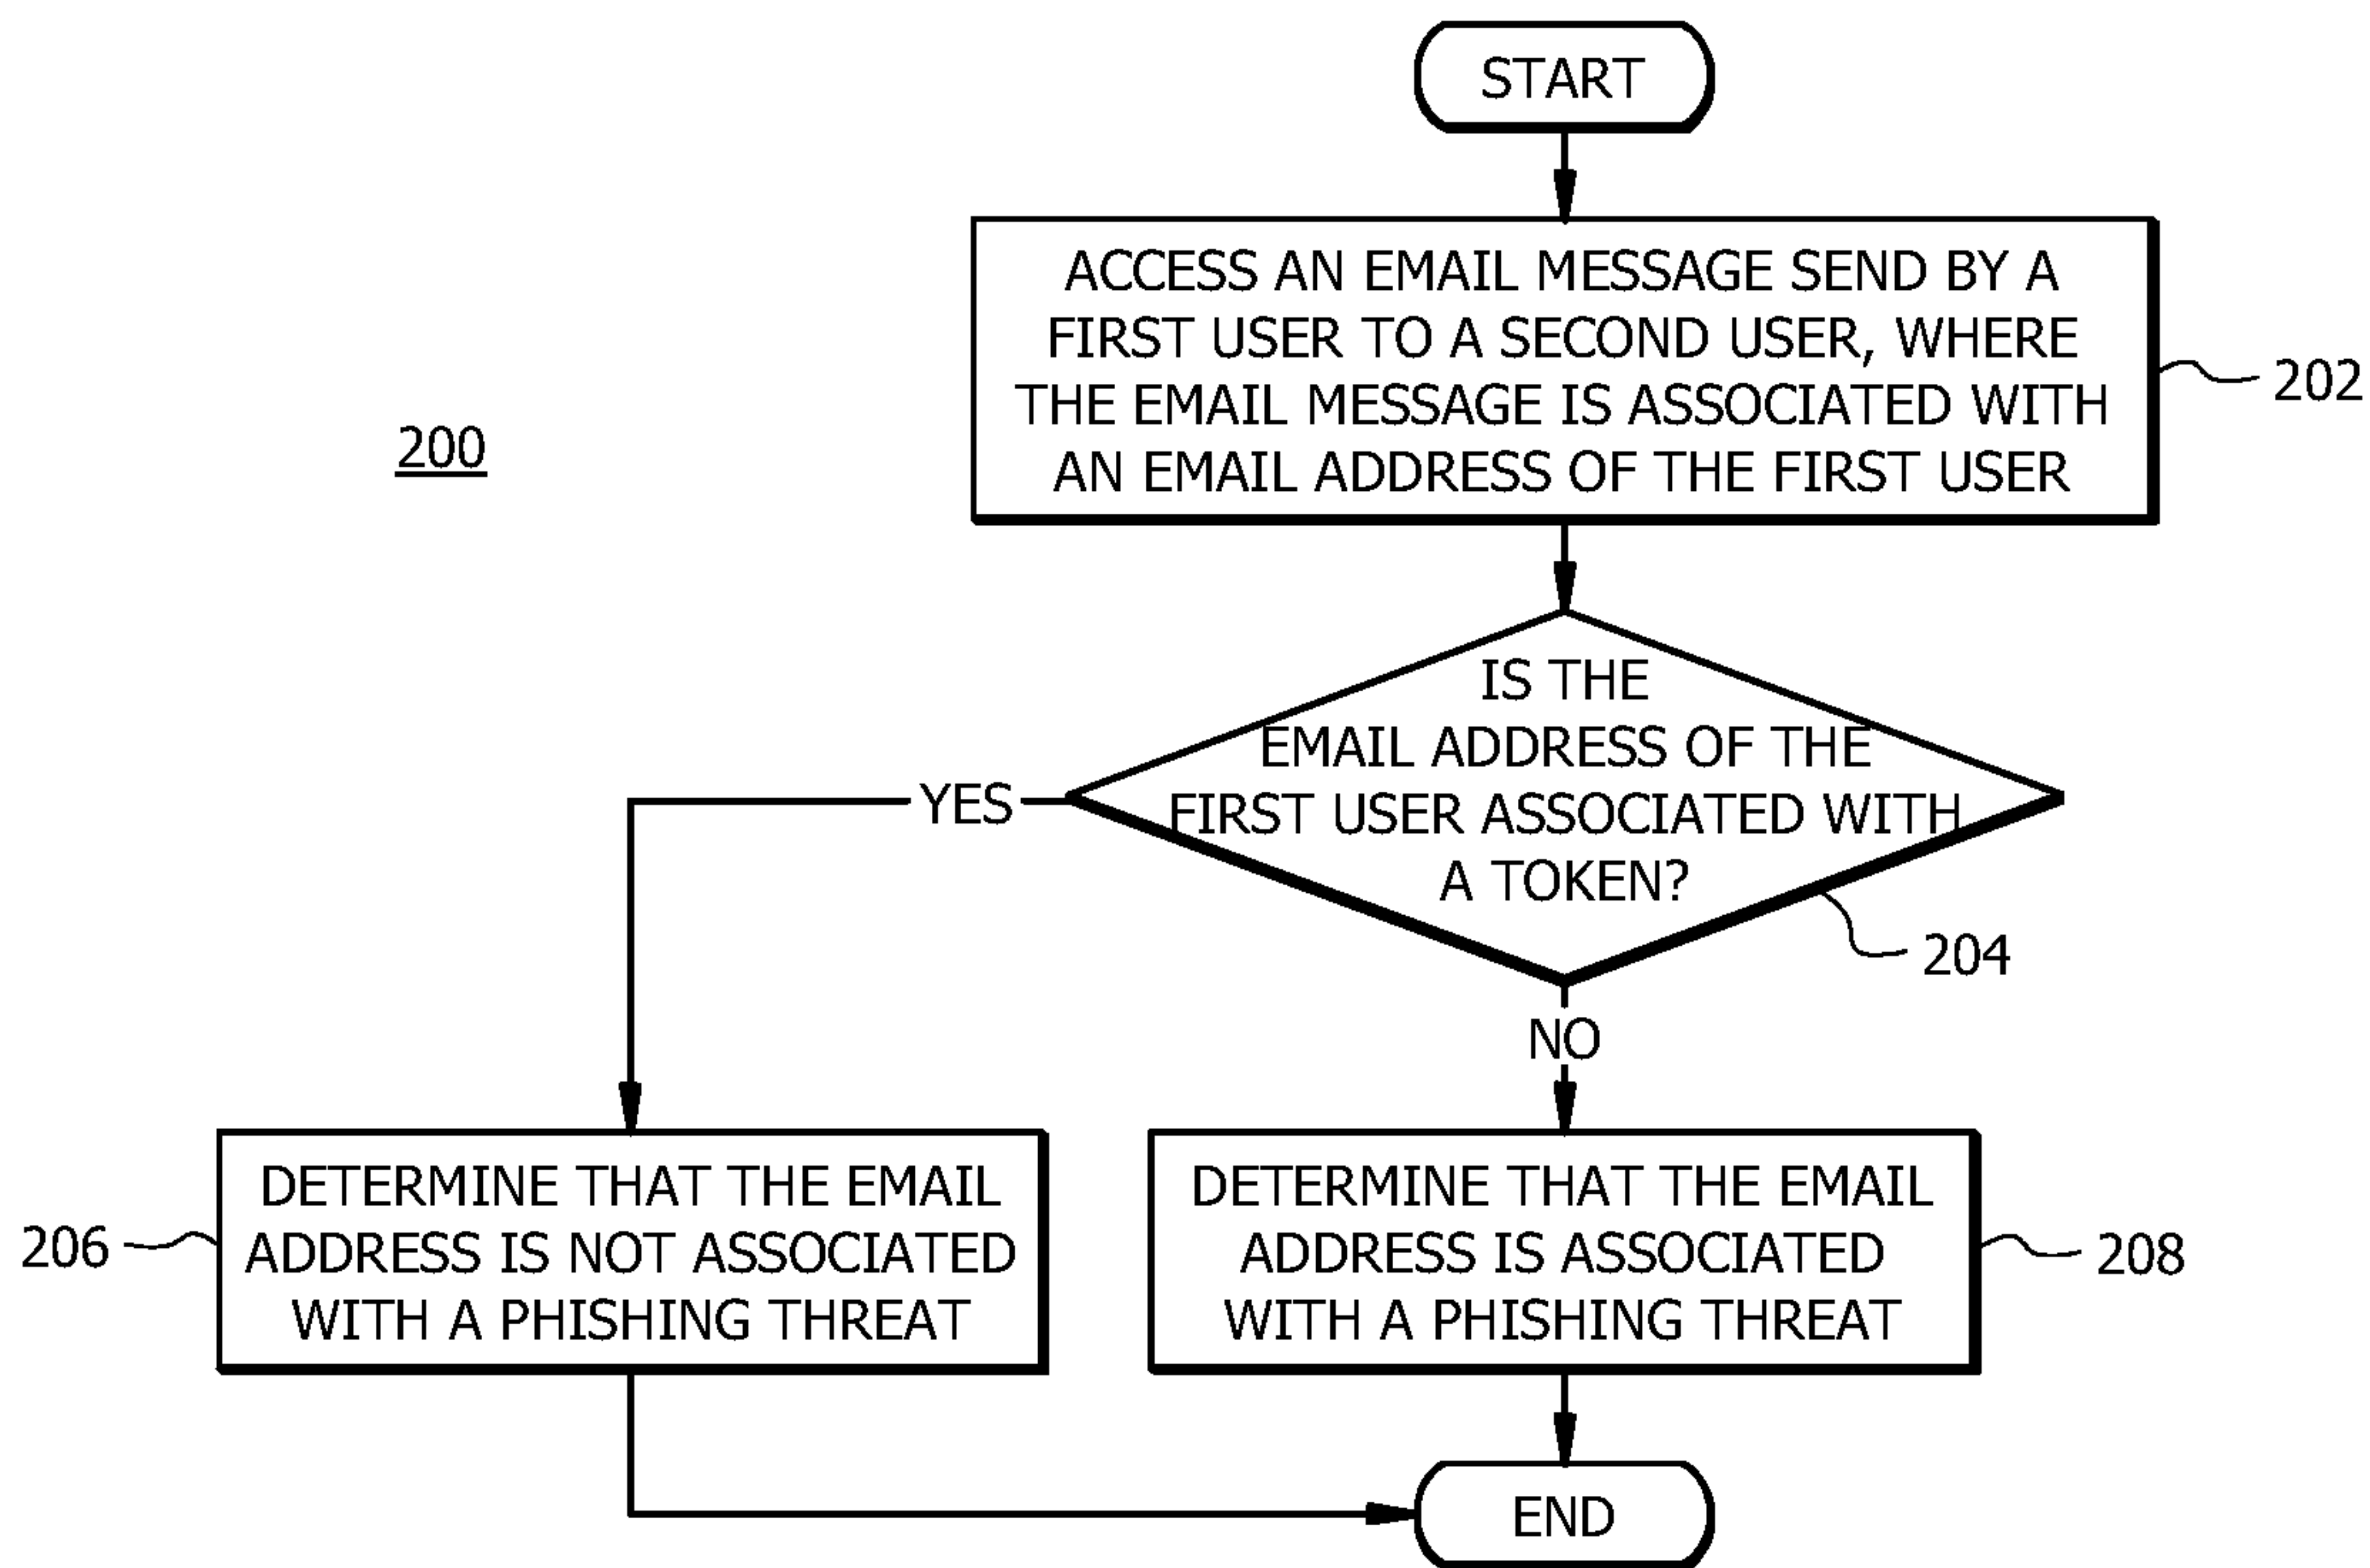 START
ACCESS AN EMAIL MESSAGE SEND BY A
FIRST USER TO A SECOND USER, WHERE
THE EMAIL MESSAGE IS ASSOCIATED WITH
AN EMAIL ADDRESS OF THE FIRST USER
202
200
IS THE
EMAIL ADDRESS OF THE
FIRST USER ASSOCIATED WITH
A TOKEN?
204
YES
NO
DETERMINE THAT THE EMAIL
ADDRESS IS NOT ASSOCIATED
WITH A PHISHING THREAT
206
DETERMINE THAT THE EMAIL
ADDRESS IS ASSOCIATED
WITH A PHISHING THREAT
208
END